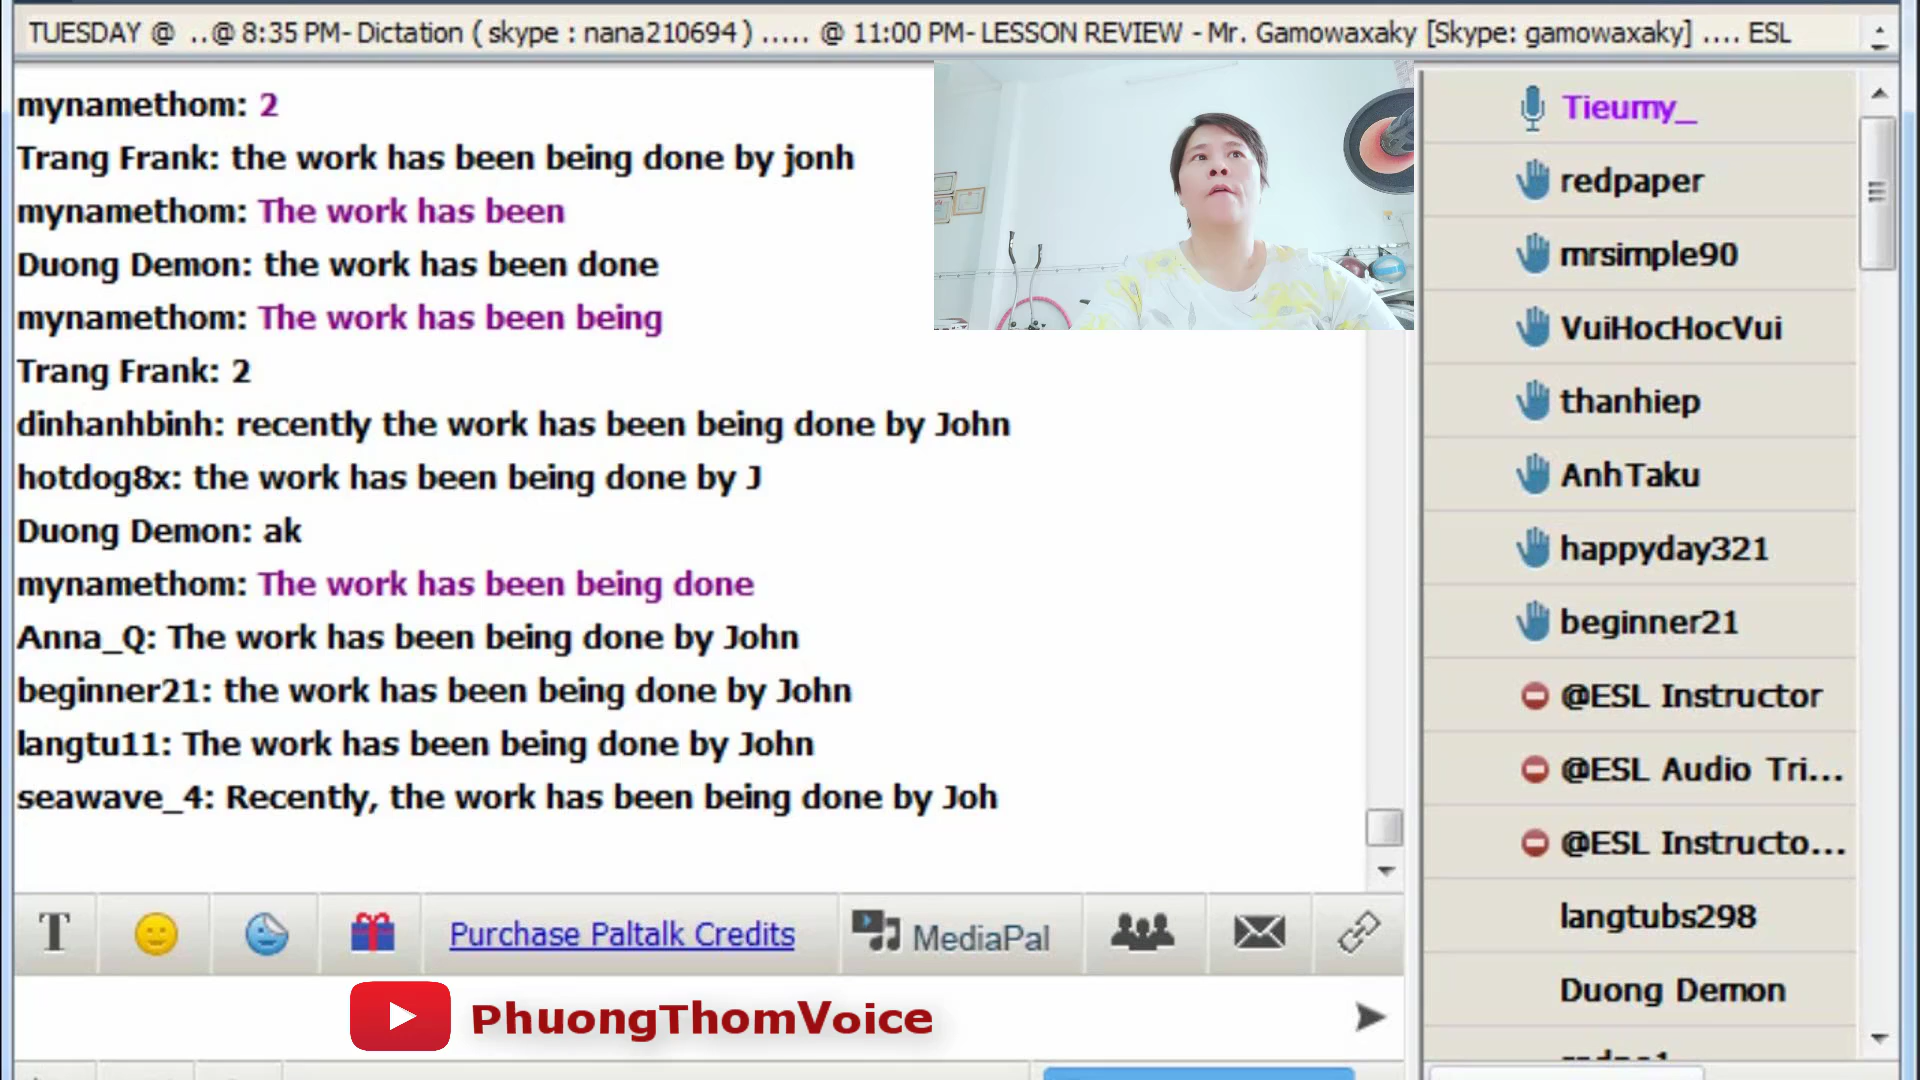 TUESDAY @ ..@ 8:35 PM- Dictation ( skype : nana210694 ) ..... @ 11:00 PM- LESSON REVIEW - Mr. Gamowaxaky [Skype: gamowaxaky] .... ESL
mynamethom: 2
Trang Frank: the work has been being done by jonh
mynamethom: The work has been
Duong Demon: the work has been done
mynamethom: The work has been being
Trang Frank: 2
dinhanhbinh: recently the work has been being done by John
hotdog8x: the work has been being done by J
Duong Demon: ak
mynamethom: The work has been being done
Anna_Q: The work has been being done by John
beginner21: the work has been being done by John
langtu11: The work has been being done by John
seawave_4: Recently, the work has been being done by Joh
Tieumy_
redpaper
mrsimple90
VuiHocHocVui
thanhiep
AnhTaku
happyday321
beginner21
@ESL Instructor
@ESL Audio Tri...
@ESL Instructo...
langtubs298
Duong Demon
T
Purchase Paltalk Credits
MediaPal
PhuongThomVoice